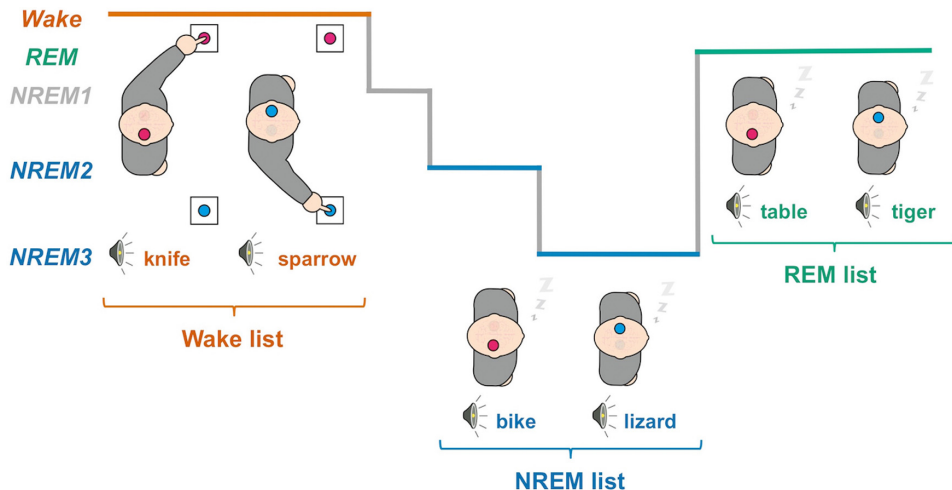 Wake
REM
NREM1
NREM2
NREM3
knife
sparrow
Wake list
Z
Z
z
Z
Z
z
bike
lizard
NREM list
Z
Z
z
Z
Z
z
table
tiger
REM list